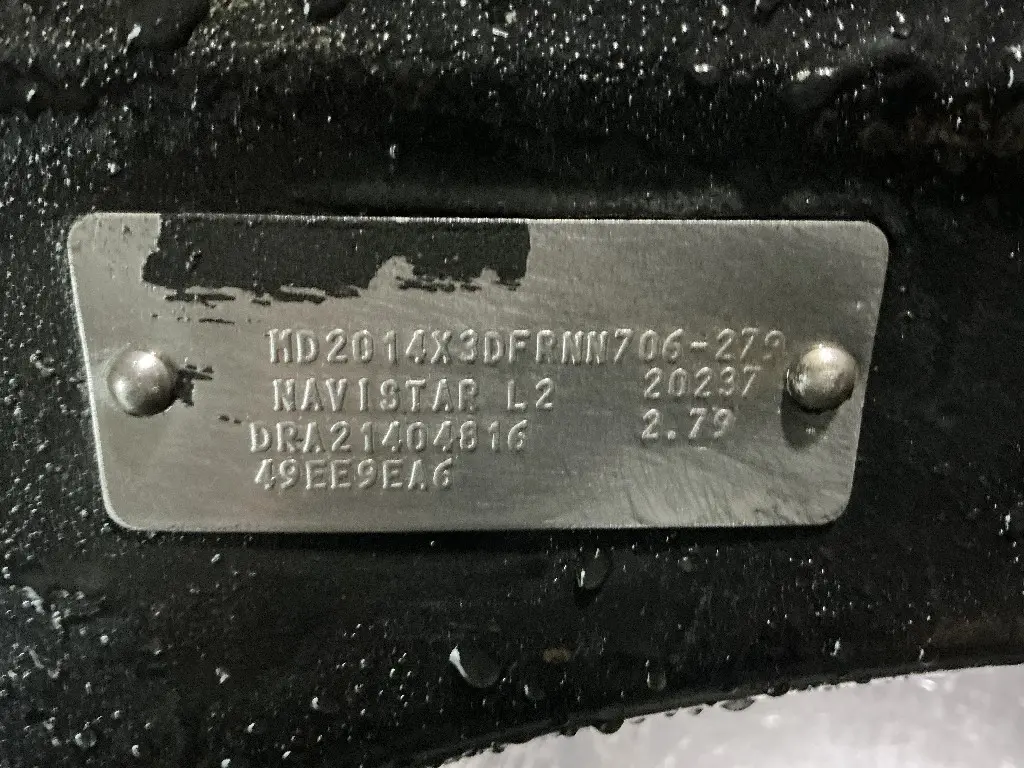 MD2014X3DFRNN706-279
NAVISTAR L2 20237
DRA21404816 2.79
49EE9EA6